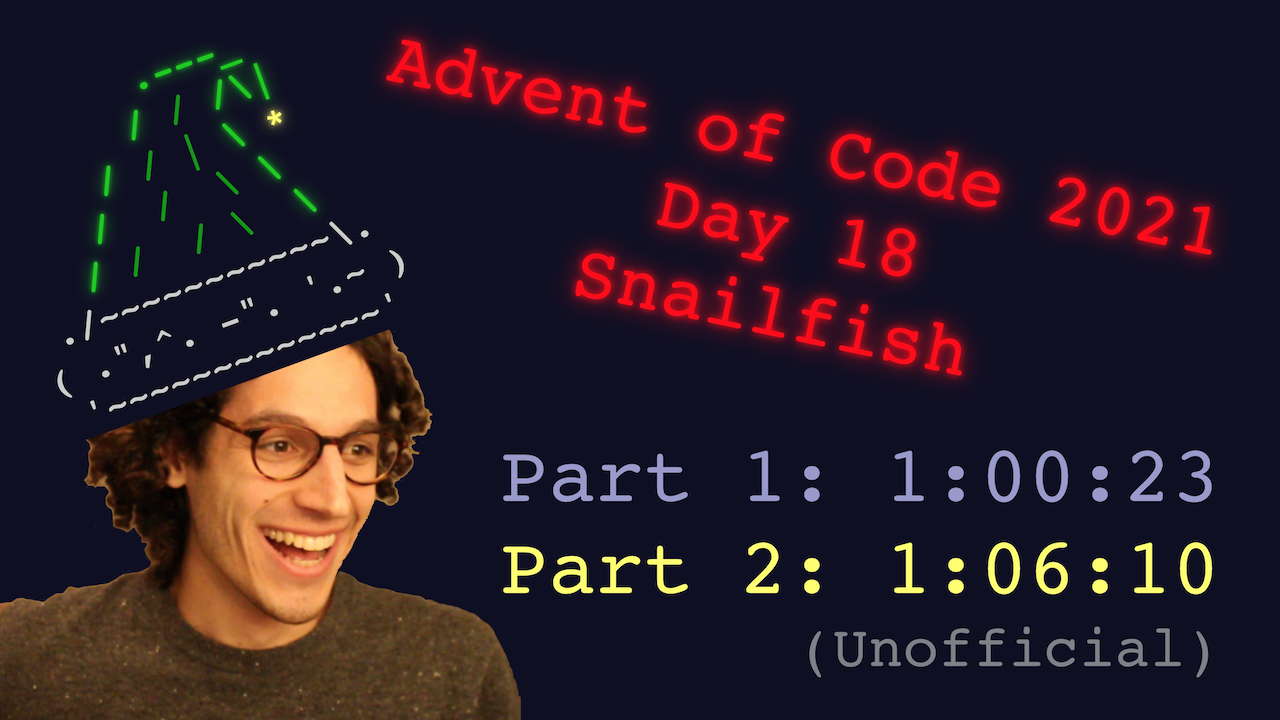 Advent of Code 2021
Day 18
Snailfish
Part 1: 1:00:23
Part 2: 1:06:10
(Unofficial)